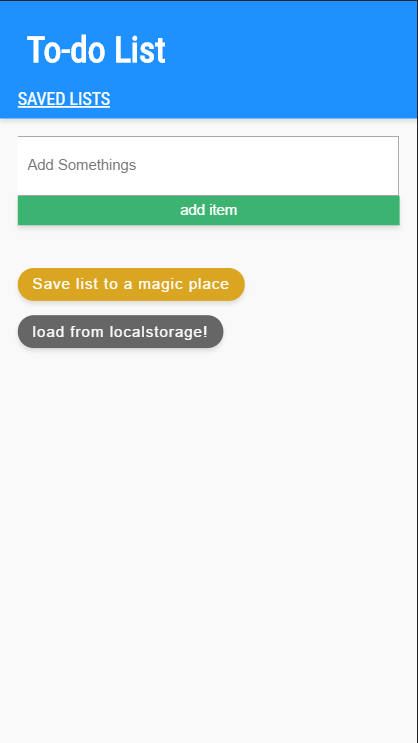 To-do List
SAVED LISTS
Add Somethings
add item
Save list to a magic place
load from localstorage!